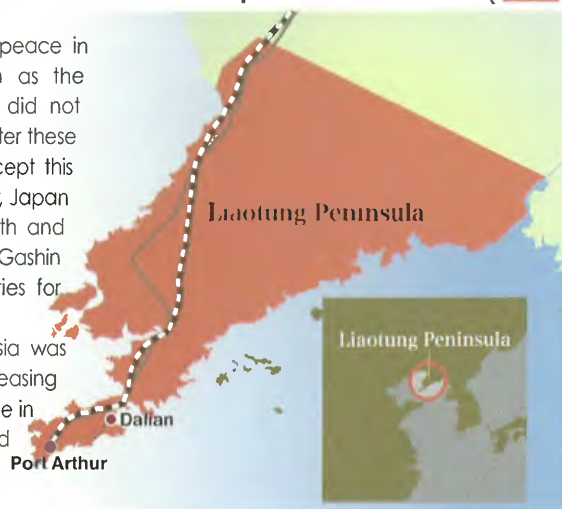 (
peace in
as the
did not
ter these
cept this
Japan
th and
Gashin
ries for
sia was
easing
e in
d
Liaotung Peninsula
Liaotung Peninsula
Dalian
Port Arthur